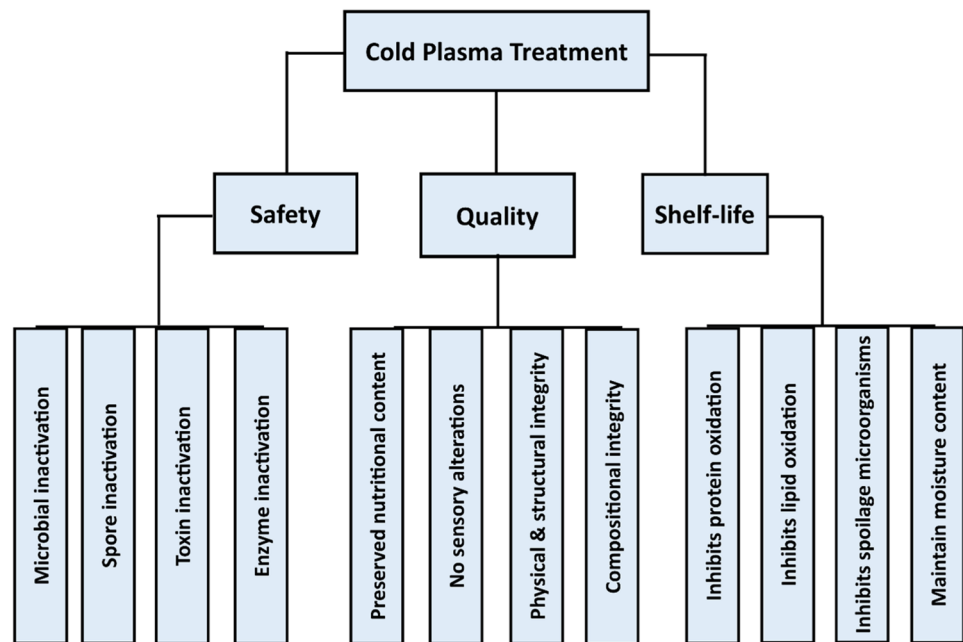 Cold Plasma Treatment
Safety
Quality
Shelf-life
Microbial inactivation
Spore inactivation
Toxin inactivation
Enzyme inactivation
Preserved nutritional content
No sensory alterations
Physical & structural integrity
Compositional integrity
Inhibits protein oxidation
Inhibits lipid oxidation
Inhibits spoilage microorganisms
Maintain moisture content